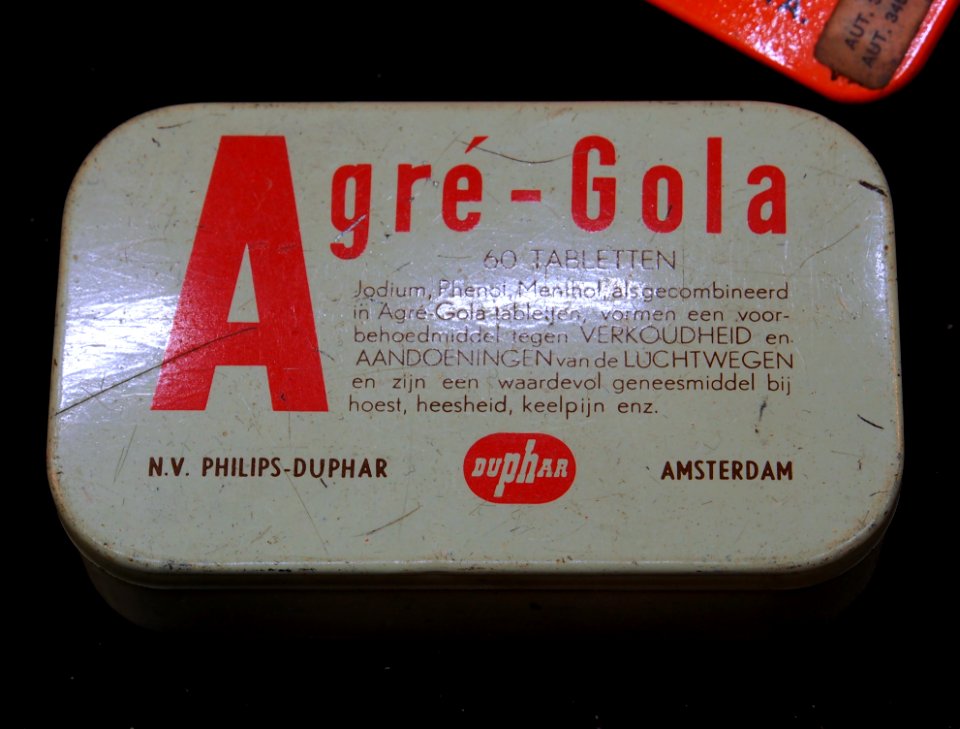 Agré-Gola
60 TABLETTEN
Jodium, Phenol, Menthol, als gecombineerd
in Agré-Gola-tabletten, vormen een voor-
behoedmiddel tegen VERKOUDHEID en
AANDOENINGEN van de LUCHTWEGEN
en zijn een waardevol geneesmiddel bij
hoest, heesheid, keelpijn enz.
N.V. PHILIPS-DUPHAR
DUPHAR
AMSTERDAM
AUT.
AUT. 346